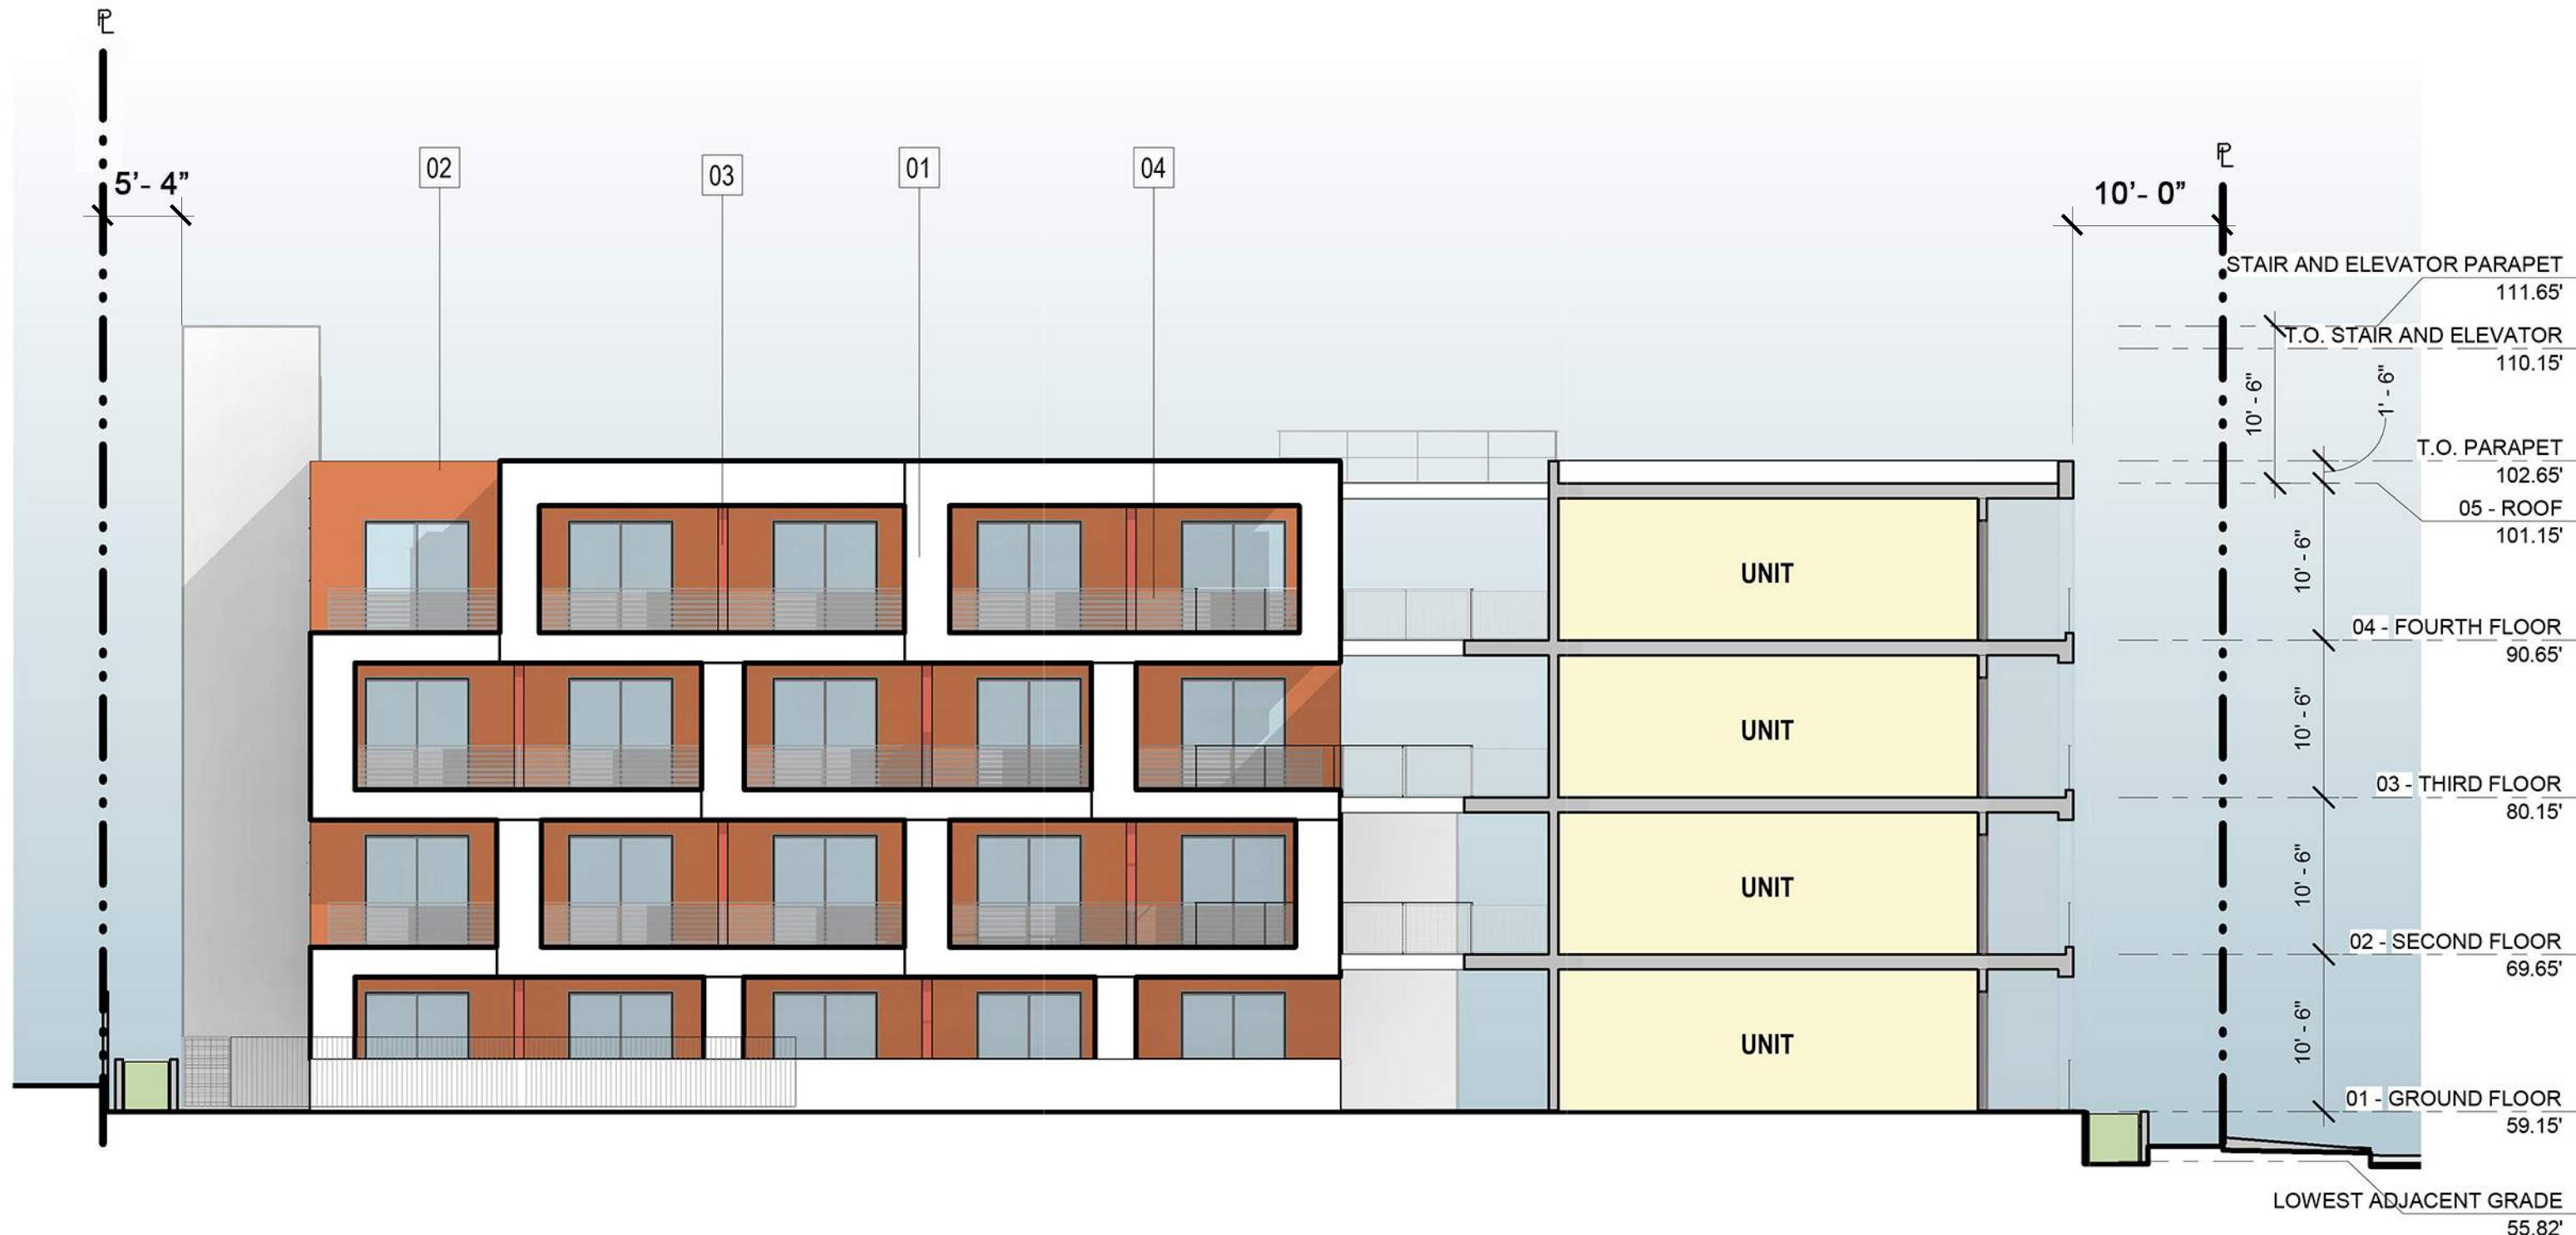 PL
5'- 4"
02
03
01
04
PL
10'- 0"
STAIR AND ELEVATOR PARAPET
111.65'
T.O. STAIR AND ELEVATOR
110.15'
10' - 6"
1' - 6"
T.O. PARAPET
102.65'
05 - ROOF
101.15'
10' - 6"
UNIT
04 - FOURTH FLOOR
90.65'
10' - 6"
UNIT
03 - THIRD FLOOR
80.15'
10' - 6"
UNIT
02 - SECOND FLOOR
69.65'
10' - 6"
UNIT
01 - GROUND FLOOR
59.15'
LOWEST ADJACENT GRADE
55.82'